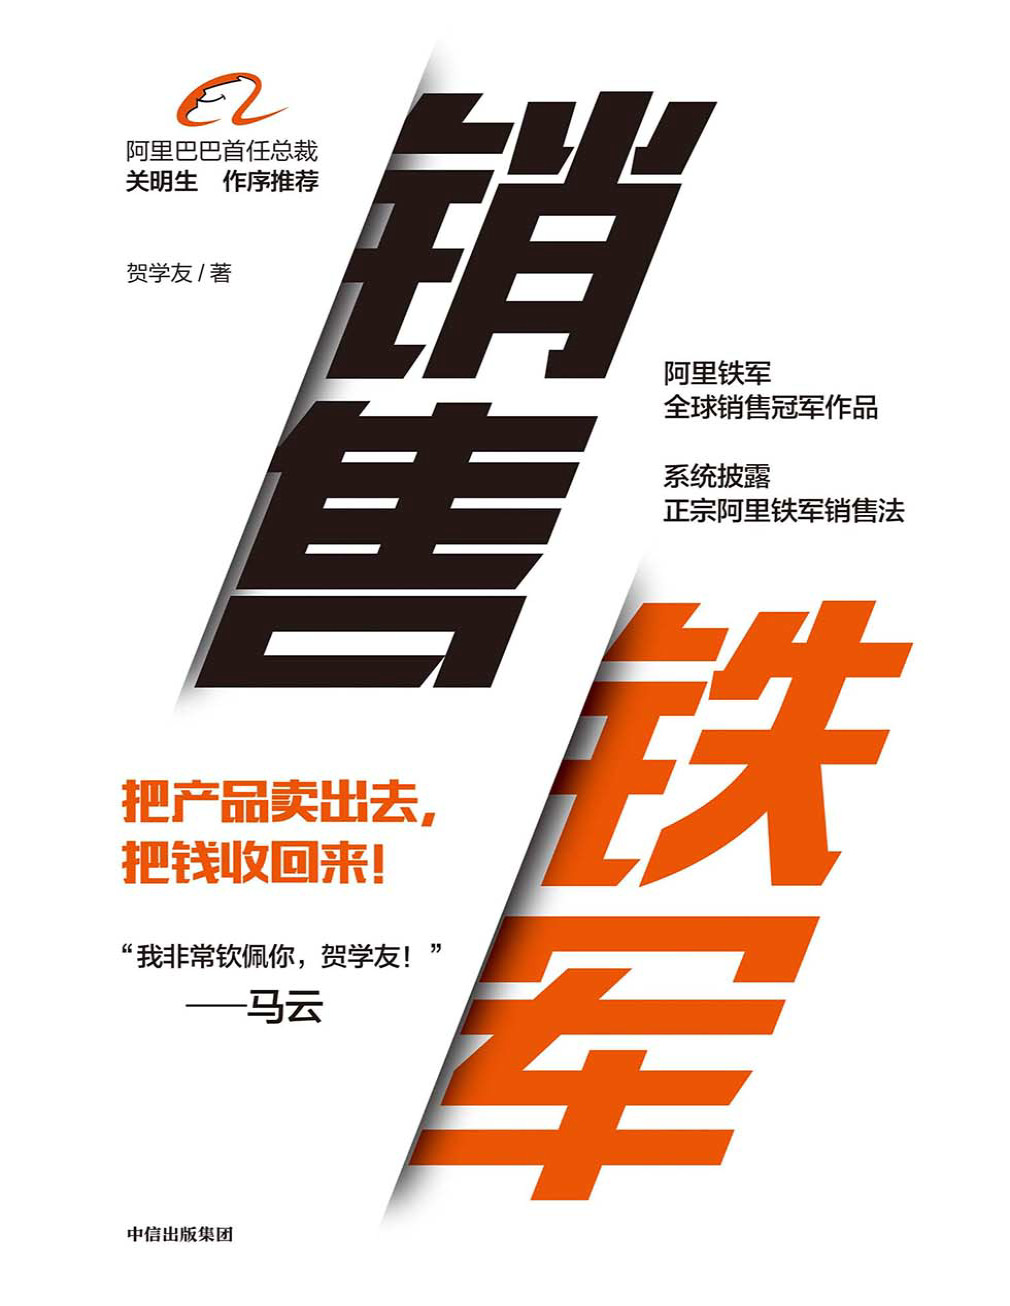 阿里巴巴首任总裁
关明生 作序推荐
贺学友 / 著
销售
阿里铁军
全球销售冠军作品
系统披露
正宗阿里铁军销售法
铁军
把产品卖出去，
把钱收回来！
“我非常钦佩你，贺学友！”
——马云
中信出版集团